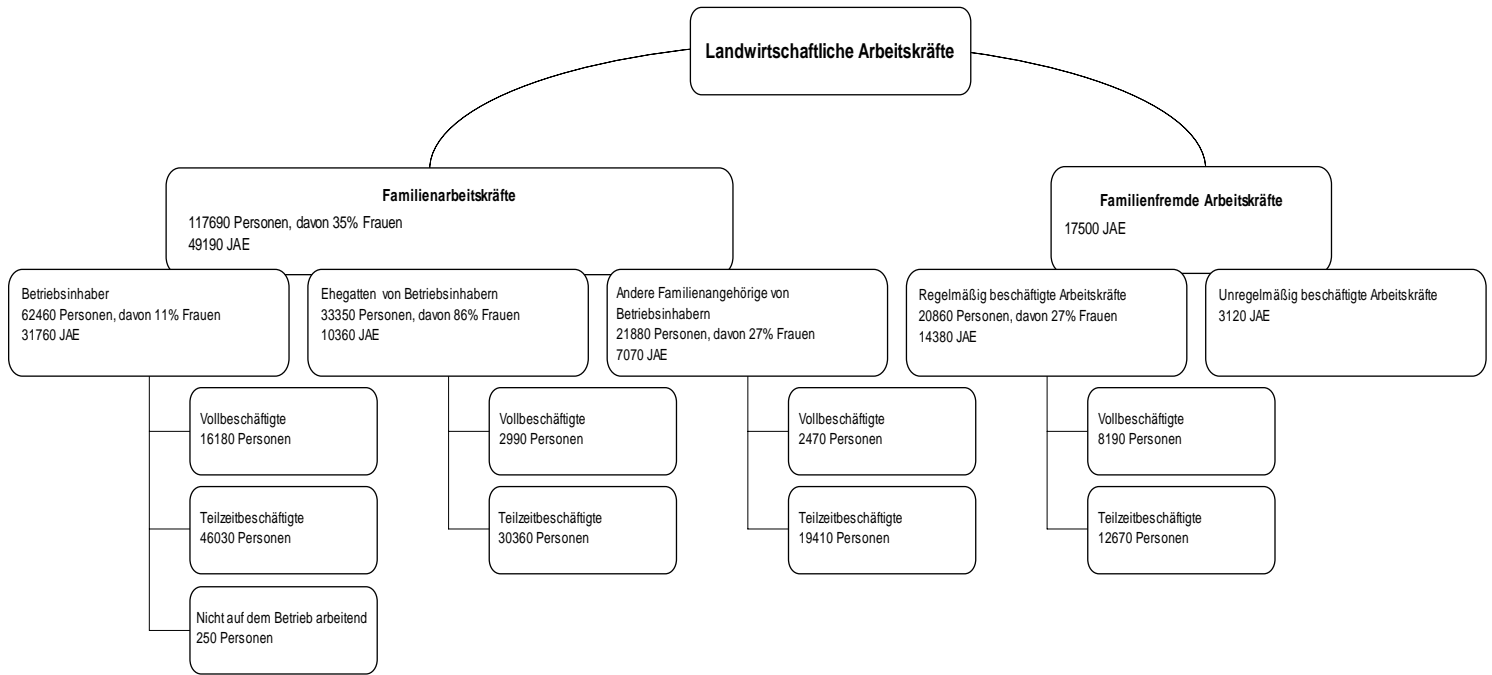 Landwirtschaftliche Arbeitskräfte
Familienarbeitskräfte
117690 Personen, davon 35% Frauen
49190 JAE
Familienfremde Arbeitskräfte
17500 JAE
Betriebsinhaber
62460 Personen, davon 11% Frauen
31760 JAE
Ehegatten von Betriebsinhabern
33350 Personen, davon 86% Frauen
10360 JAE
Andere Familienangehörige von
Betriebsinhabern
21880 Personen, davon 27% Frauen
7070 JAE
Regelmäßig beschäftigte Arbeitskräfte
20860 Personen, davon 27% Frauen
14380 JAE
Unregelmäßig beschäftigte Arbeitskräfte
3120 JAE
Vollbeschäftigte
16180 Personen
Vollbeschäftigte
2990 Personen
Vollbeschäftigte
2470 Personen
Vollbeschäftigte
8190 Personen
Teilzeitbeschäftigte
46030 Personen
Teilzeitbeschäftigte
30360 Personen
Teilzeitbeschäftigte
19410 Personen
Teilzeitbeschäftigte
12670 Personen
Nicht auf dem Betrieb arbeitend
250 Personen